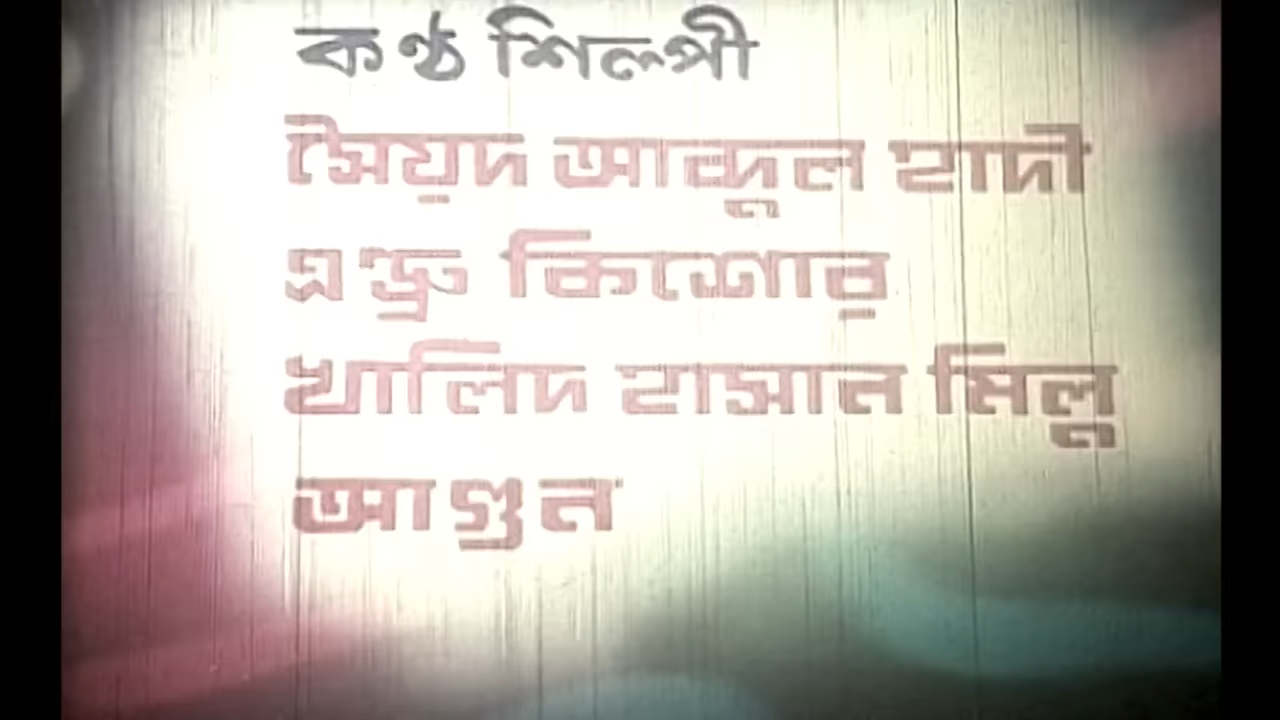 কণ্ঠ শিল্পী
সৈয়দ আব্দুল হাদী
এন্ড্রু কিশোর
খালিদ হাসান মিলু
আগুন